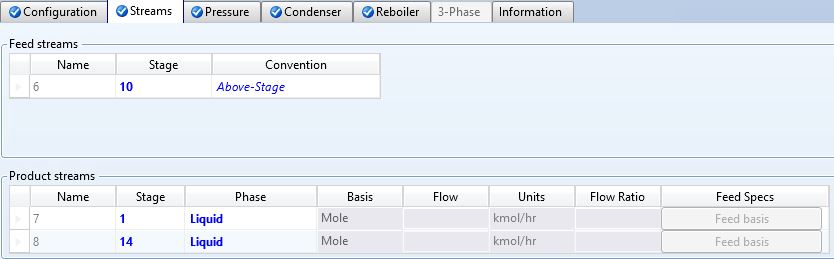 Configuration Streams Pressure Condenser Reboiler 3-Phase Information
Feed streams
Name Stage Convention
6 10 Above-Stage
Product streams
Name Stage Phase Basis Flow Units Flow Ratio Feed Specs
7 1 Liquid Mole kmol/hr Feed basis
8 14 Liquid Mole kmol/hr Feed basis